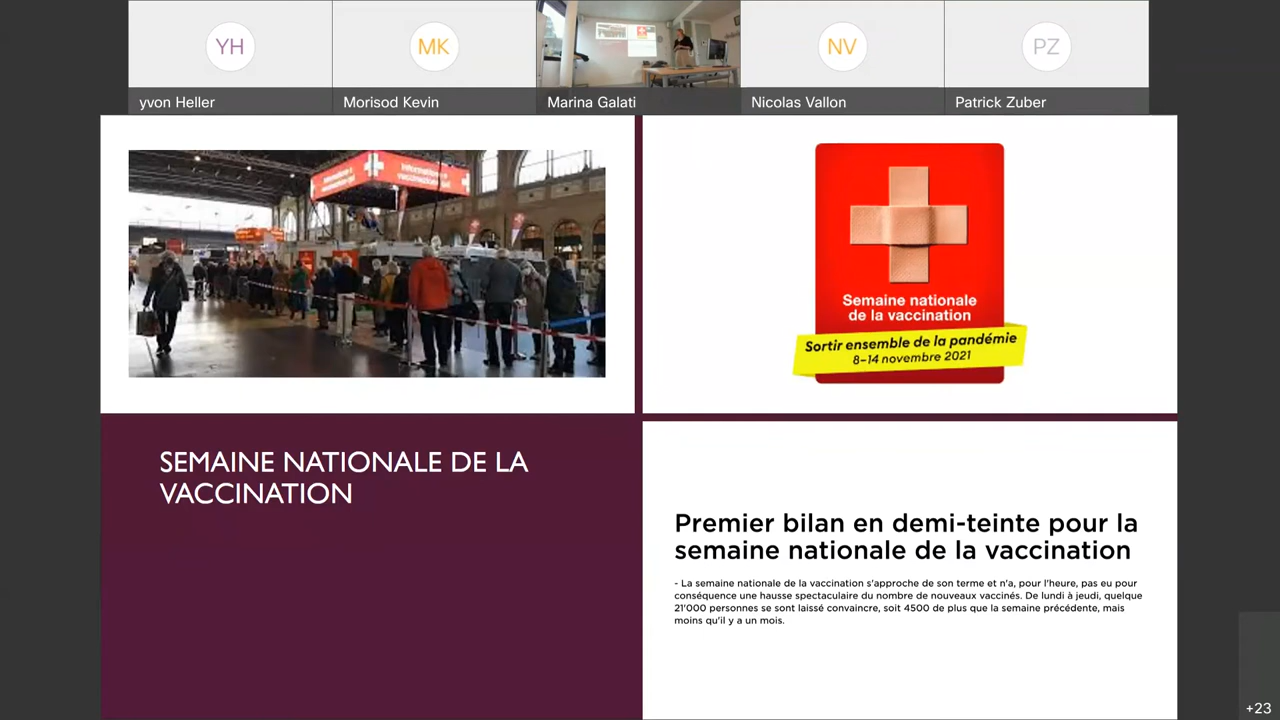 YH
MK
NV
PZ
yvon Heller
Morisod Kevin
Marina Galati
Nicolas Vallon
Patrick Zuber
Semaine nationale
de la vaccination
Sortir ensemble de la pandémie
8–14 novembre 2021
SEMAINE NATIONALE DE LA
VACCINATION
Premier bilan en demi-teinte pour la
semaine nationale de la vaccination
- La semaine nationale de la vaccination s'approche de son terme et n'a, pour l'heure, pas eu pour
conséquence une hausse spectaculaire du nombre de nouveaux vaccinés. De lundi à jeudi, quelque
21'000 personnes se sont laissé convaincre, soit 4500 de plus que la semaine précédente, mais
moins qu'il y a un mois.
+23